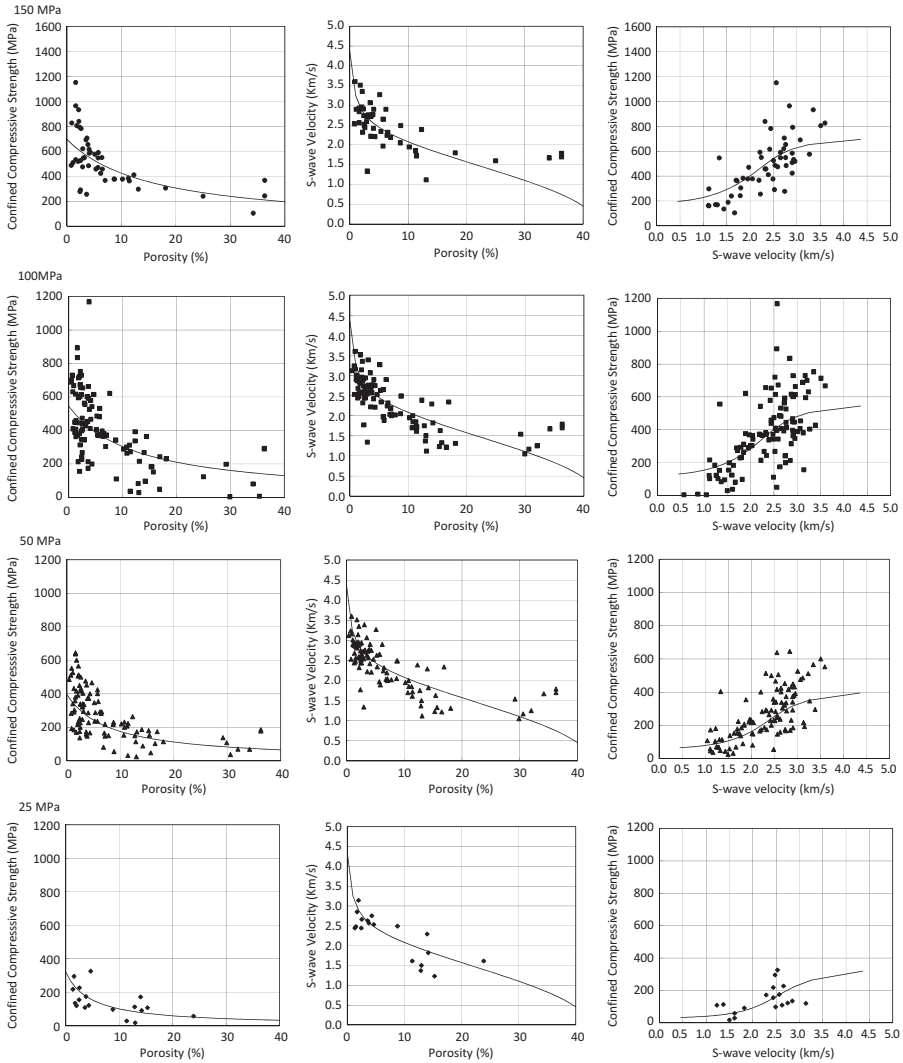 150 MPa
Confined Compresssive Strength (MPa)
1600
1400
1200
1000
800
600
400
200
0
0 10 20 30 40
Porosity (%)
S-wave Velocity (Km/s)
5.0
4.5
4.0
3.5
3.0
2.5
2.0
1.5
1.0
0.5
0.0
0 10 20 30 40
Porosity (%)
Confined Compressive Strength (MPa)
1600
1400
1200
1000
800
600
400
200
0
0.0 0.5 1.0 1.5 2.0 2.5 3.0 3.5 4.0 4.5 5.0
S-wave velocity (km/s)
100MPa
Confined Compressive Strength (MPa)
1200
1000
800
600
400
200
0
0 10 20 30 40
Porosity (%)
S-wave Velocity (Km/s)
5.0
4.5
4.0
3.5
3.0
2.5
2.0
1.5
1.0
0.5
0.0
0 10 20 30 40
Porosity (%)
Confined Compressive Strength (MPa)
1200
1000
800
600
400
200
0
0.0 0.5 1.0 1.5 2.0 2.5 3.0 3.5 4.0 4.5 5.0
S-wave velocity (km/s)
50 MPa
Confined Compresssive Strength (MPa)
1200
1000
800
600
400
200
0
0 10 20 30 40
Porosity (%)
S-wave Velocity (Km/s)
5.0
4.5
4.0
3.5
3.0
2.5
2.0
1.5
1.0
0.5
0.0
0 10 20 30 40
Porosity (%)
Confined Compressive Strength (MPa)
1200
1000
800
600
400
200
0
0.0 0.5 1.0 1.5 2.0 2.5 3.0 3.5 4.0 4.5 5.0
S-wave velocity (km/s)
25 MPa
Confined Compresssive Strength (MPa)
1200
1000
800
600
400
200
0
0 10 20 30 40
Porosity (%)
S-wave Velocity (Km/s)
5.0
4.5
4.0
3.5
3.0
2.5
2.0
1.5
1.0
0.5
0.0
0 10 20 30 40
Porosity (%)
Confined Compressive Strength (MPa)
1200
1000
800
600
400
200
0
0.0 0.5 1.0 1.5 2.0 2.5 3.0 3.5 4.0 4.5 5.0
S-wave velocity (km/s)